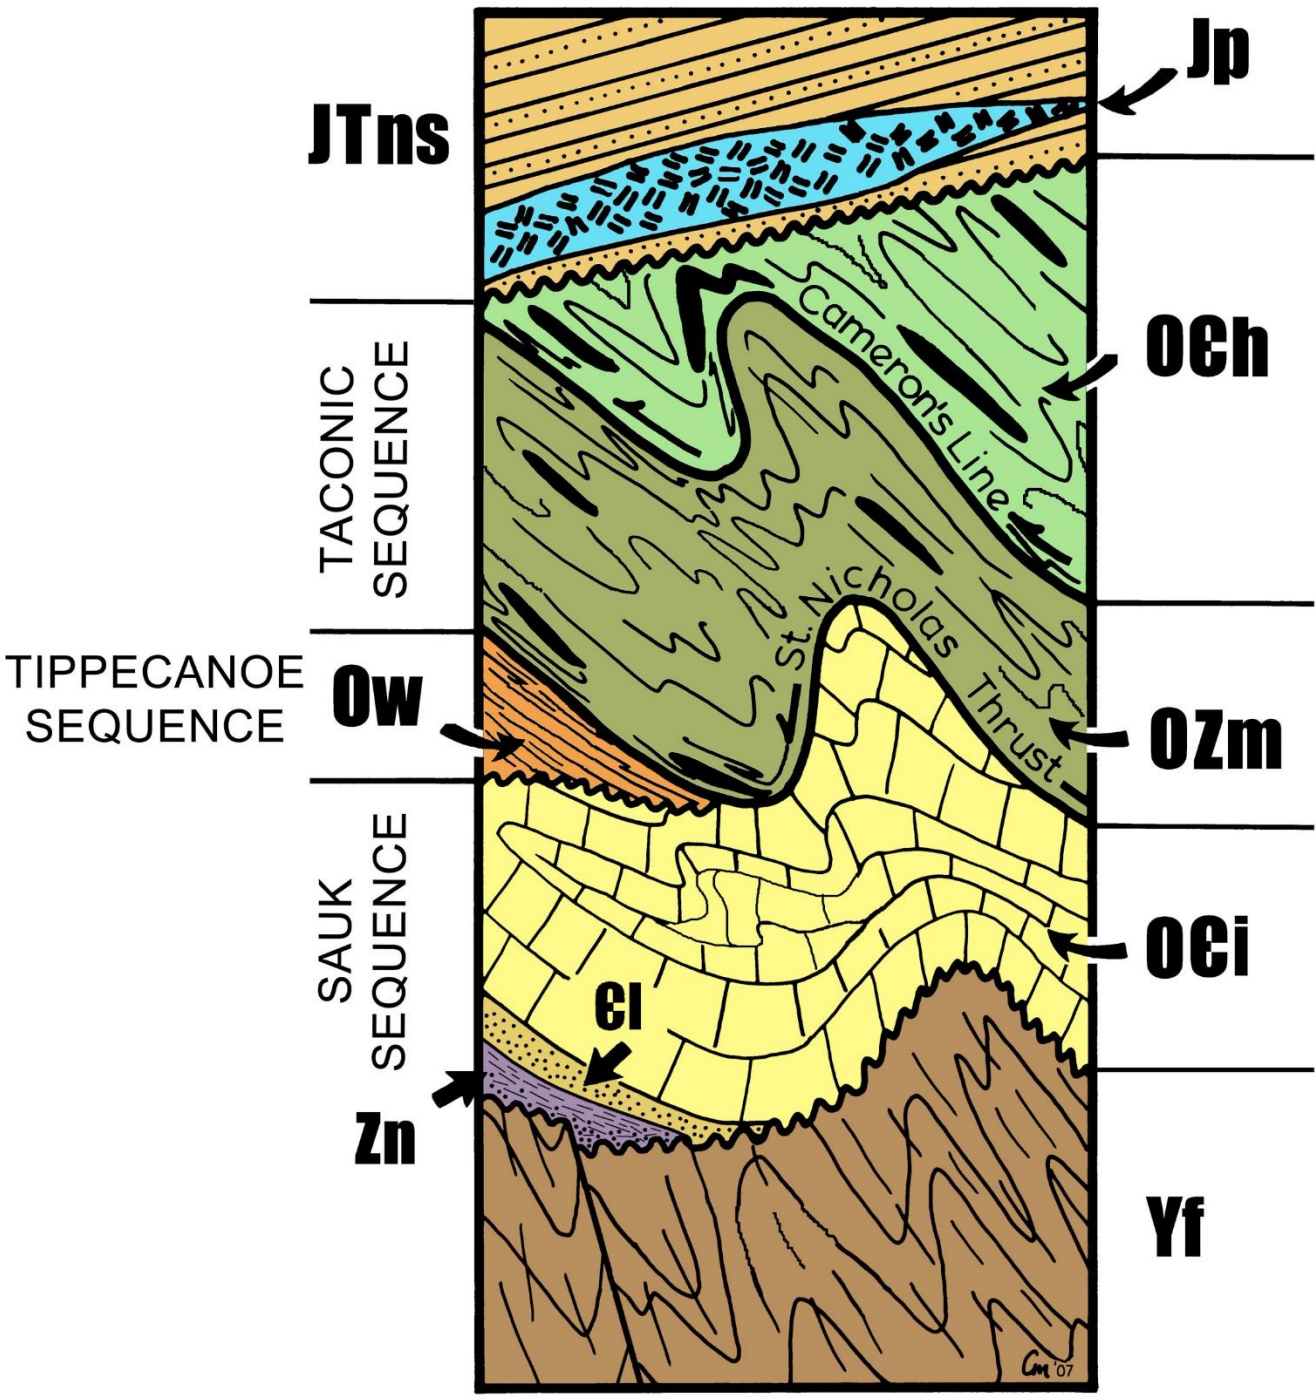 Jp
JTns
OЄh
Cameron's Line
TACONIC
SEQUENCE
St. Nicholas Thrust
TIPPECANOE
SEQUENCE
Ow
OZm
SAUK
SEQUENCE
OЄi
Єl
Zn
Yf
Cm '07